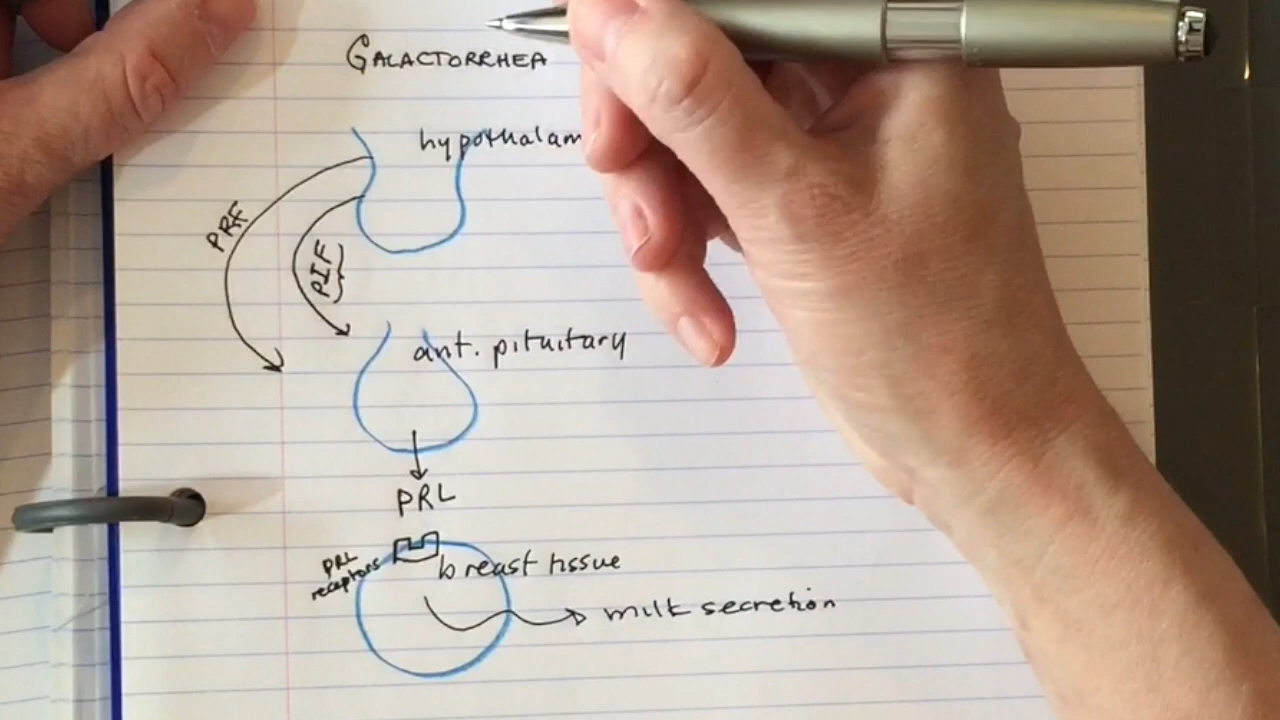 GALACTORRHEA
hypothalam
PRF
PIF
ant. pituitary
PRL
PRL
receptors
breast tissue
milk secretion